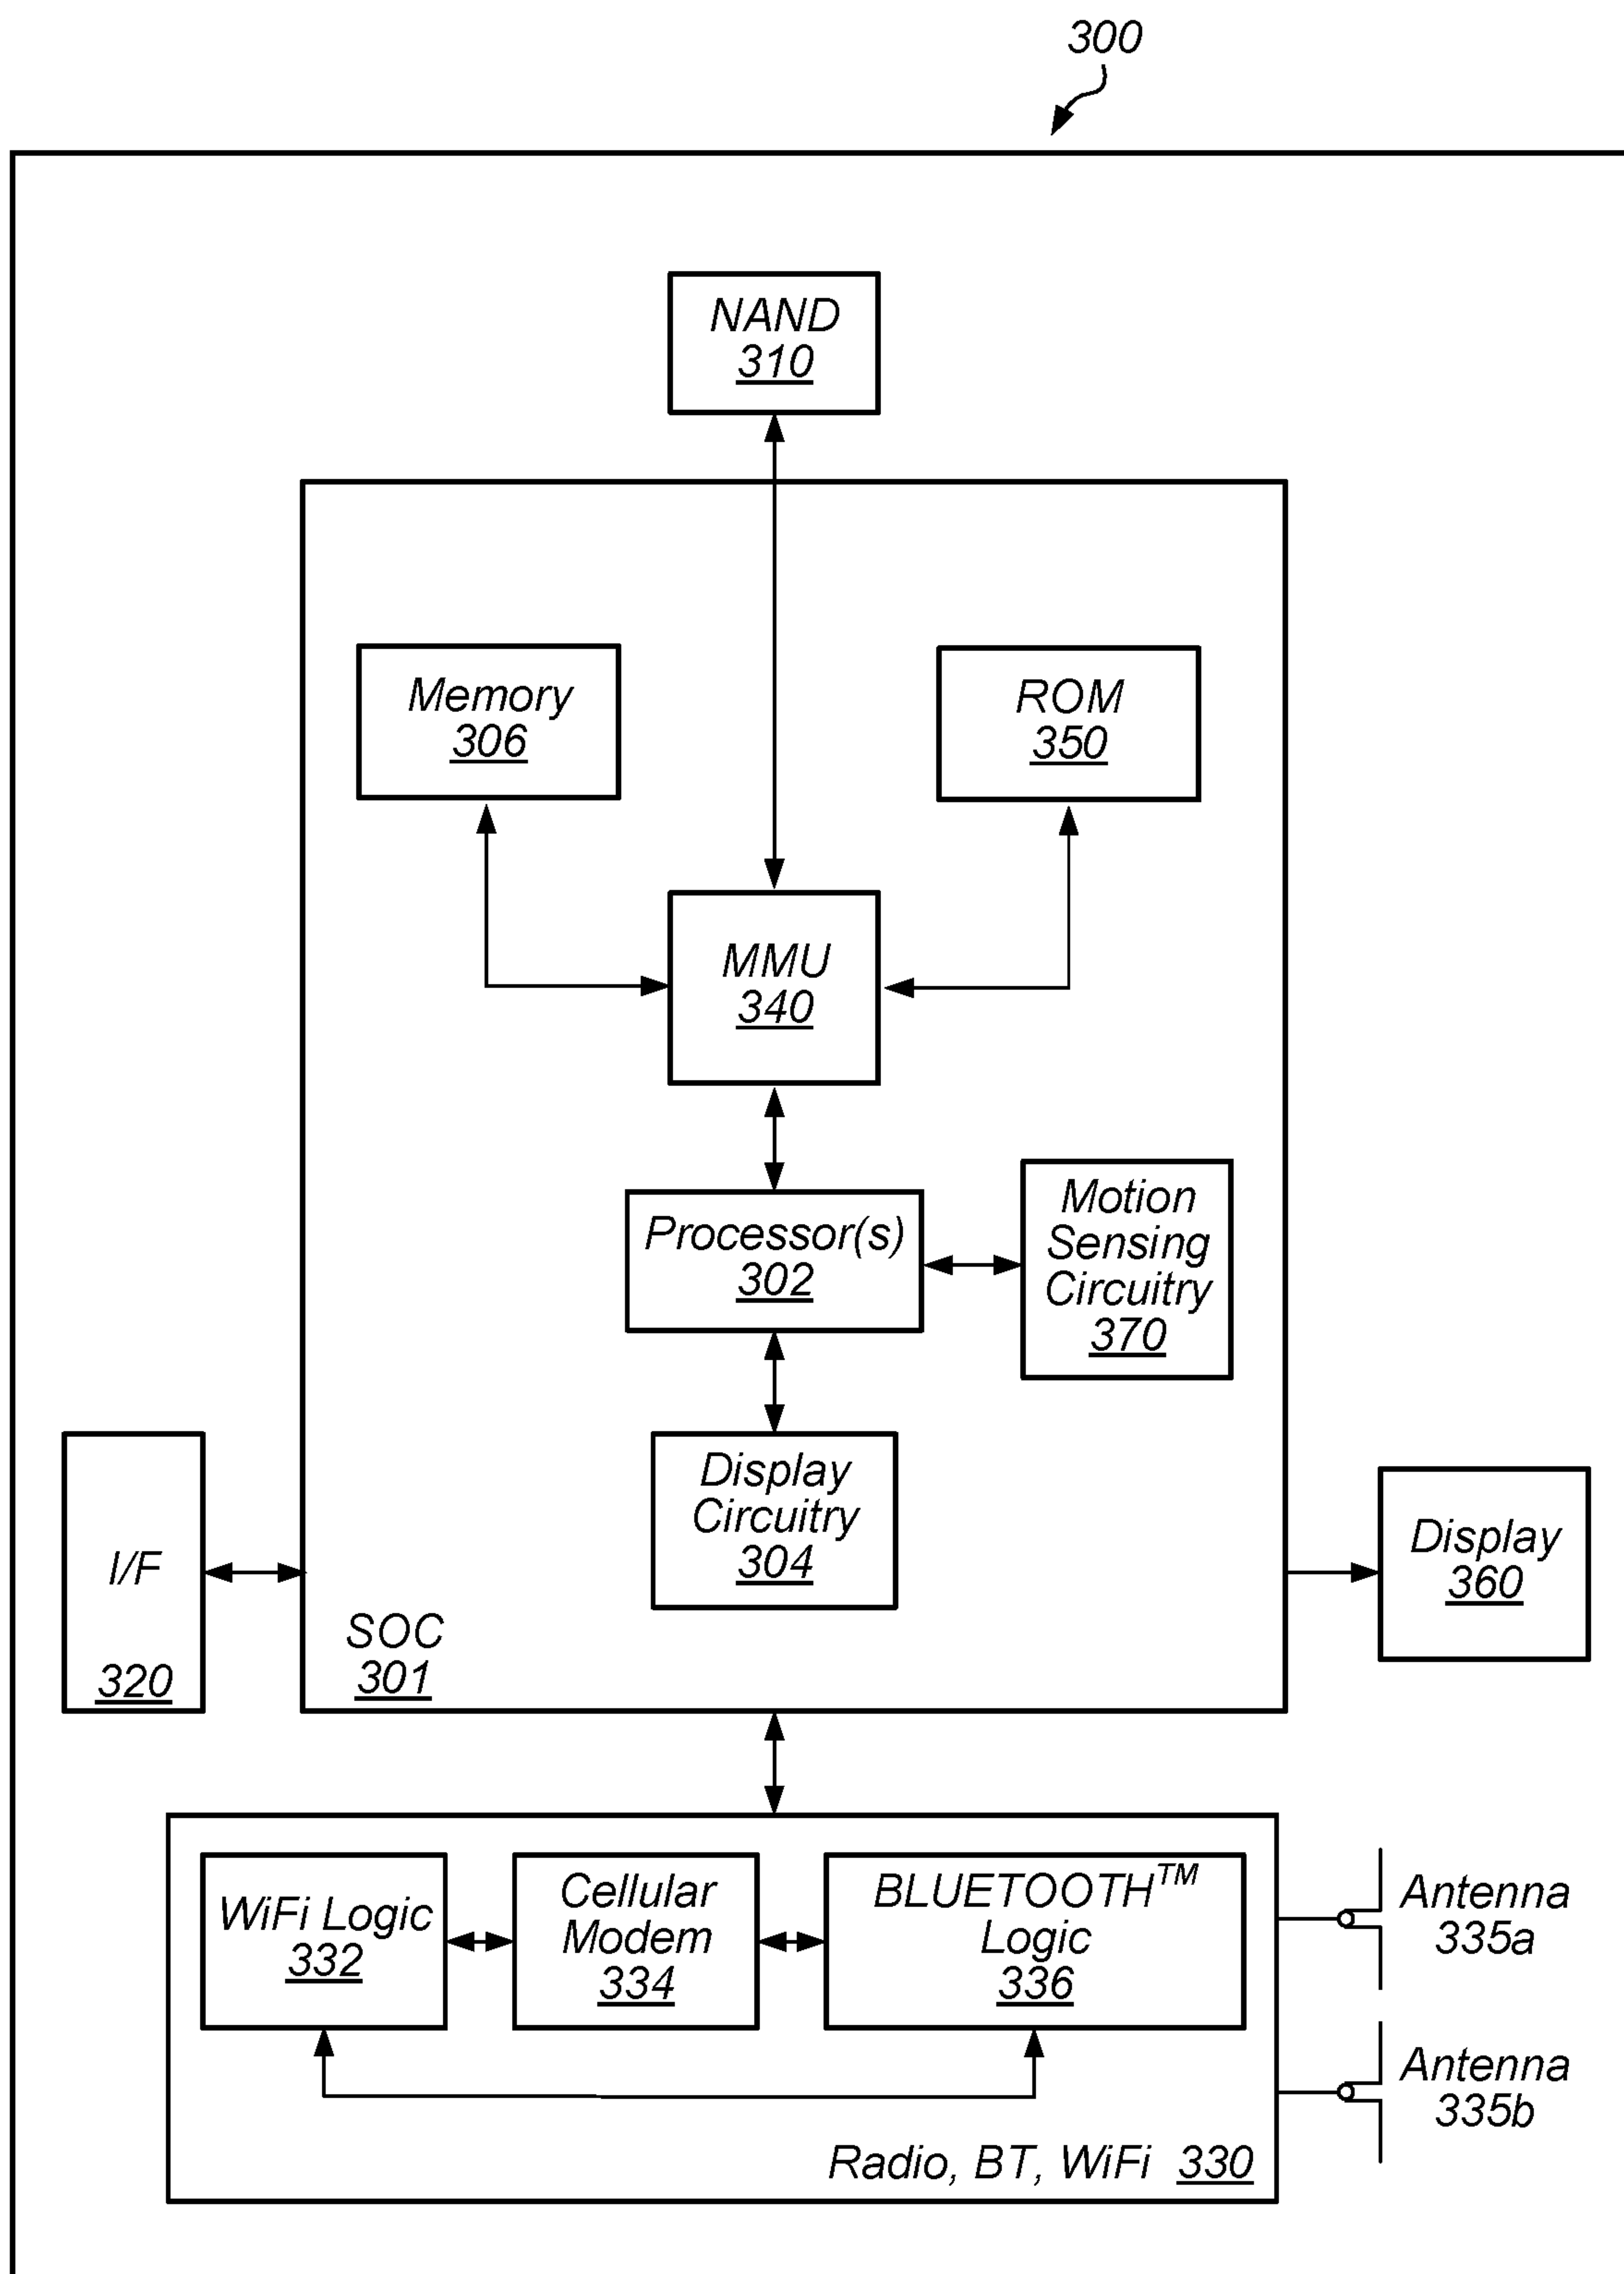 300
NAND
310
Memory
306
ROM
350
MMU
340
Processor(s)
302
Motion
Sensing
Circuitry
370
Display
Circuitry
304
I/F
320
SOC
301
Display
360
WiFi Logic
332
Cellular
Modem
334
BLUETOOTH™
Logic
336
Antenna
335a
Antenna
335b
Radio, BT, WiFi 330